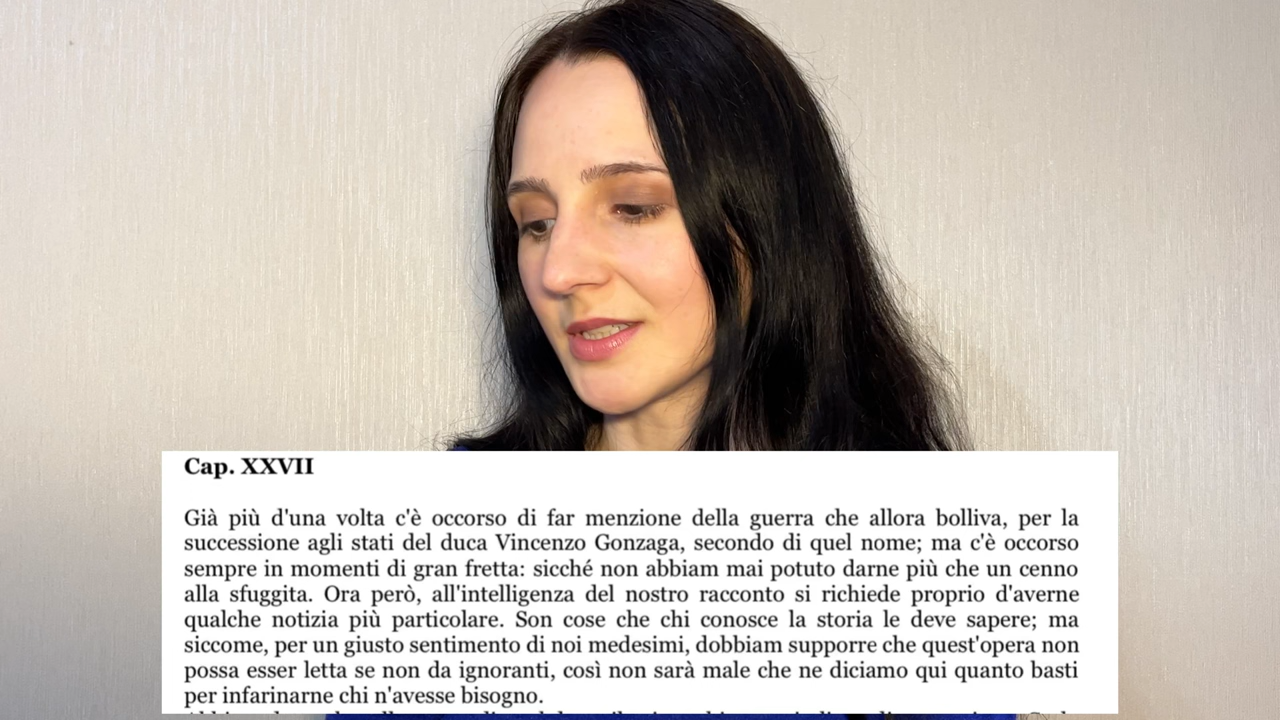 Cap. XXVII
Già più d'una volta c'è occorso di far menzione della guerra che allora bolliva, per la
successione agli stati del duca Vincenzo Gonzaga, secondo di quel nome; ma c'è occorso
sempre in momenti di gran fretta: sicché non abbiam mai potuto darne più che un cenno
alla sfuggita. Ora però, all'intelligenza del nostro racconto si richiede proprio d'averne
qualche notizia più particolare. Son cose che chi conosce la storia le deve sapere; ma
siccome, per un giusto sentimento di noi medesimi, dobbiam supporre che quest'opera non
possa esser letta se non da ignoranti, così non sarà male che ne diciamo qui quanto basti
per infarinarne chi n'avesse bisogno.